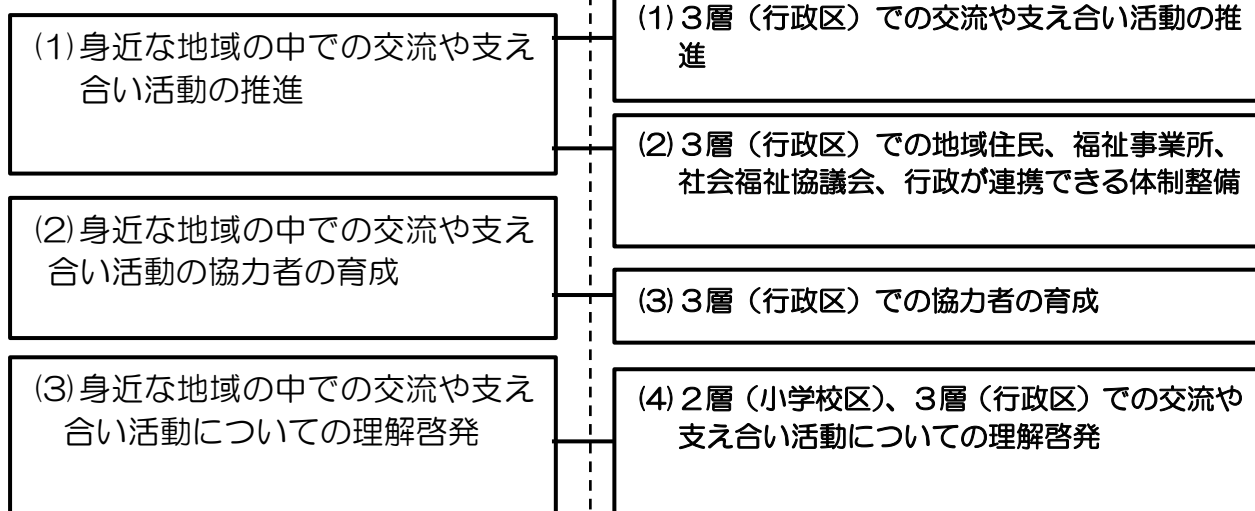 (1)身近な地域の中での交流や支え
合い活動の推進
(2)身近な地域の中での交流や支え
合い活動の協力者の育成
(3)身近な地域の中での交流や支え
合い活動についての理解啓発
(1)３層（行政区）での交流や支え合い活動の推
進
(2)３層（行政区）での地域住民、福祉事業所、
社会福祉協議会、行政が連携できる体制整備
(3)３層（行政区）での協力者の育成
(4)２層（小学校区）、３層（行政区）での交流や
支え合い活動についての理解啓発